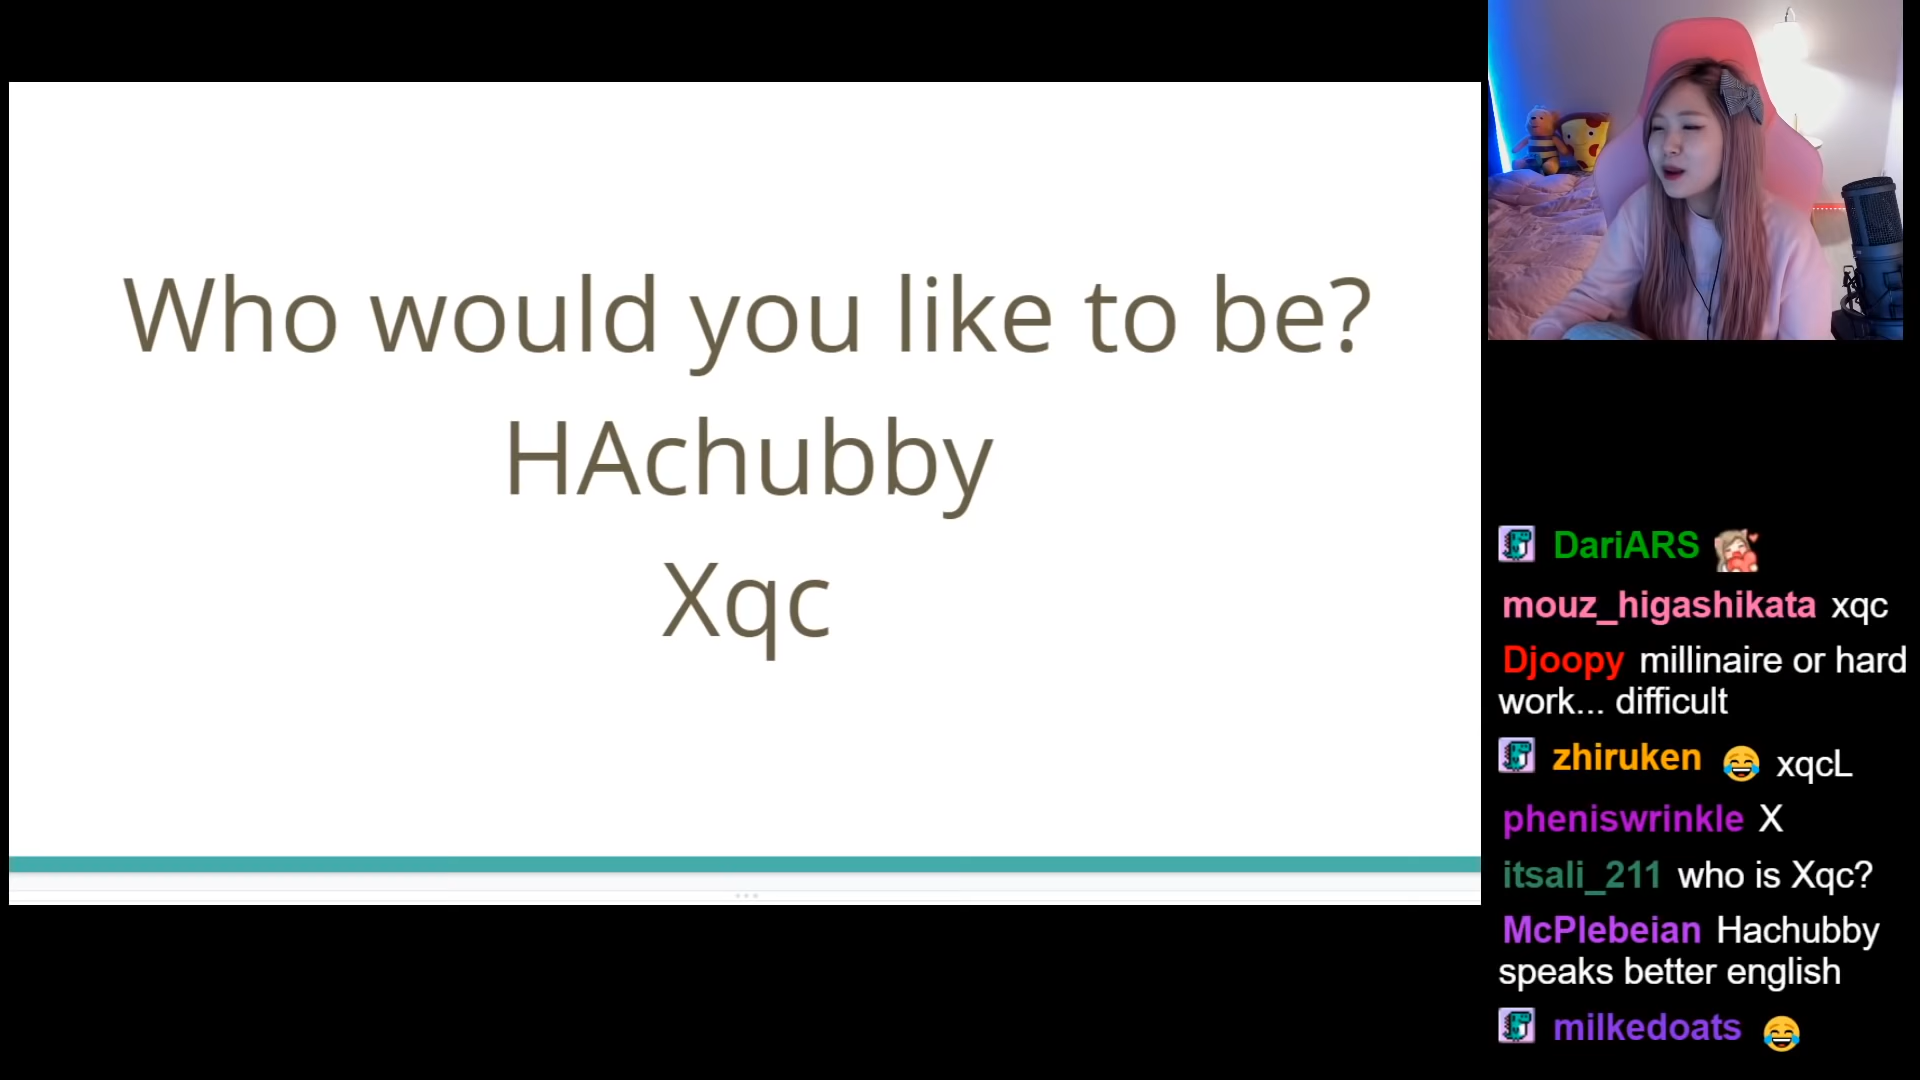 Who would you like to be?
HAchubby
Xqc
DariARS
mouz_higashikata xqc
Djoopy millinaire or hard
work... difficult
zhiruken 😂 xqcL
pheniswrinkle X
itsali_211 who is Xqc?
McPlebeian Hachubby
speaks better english
milkedoats 😂